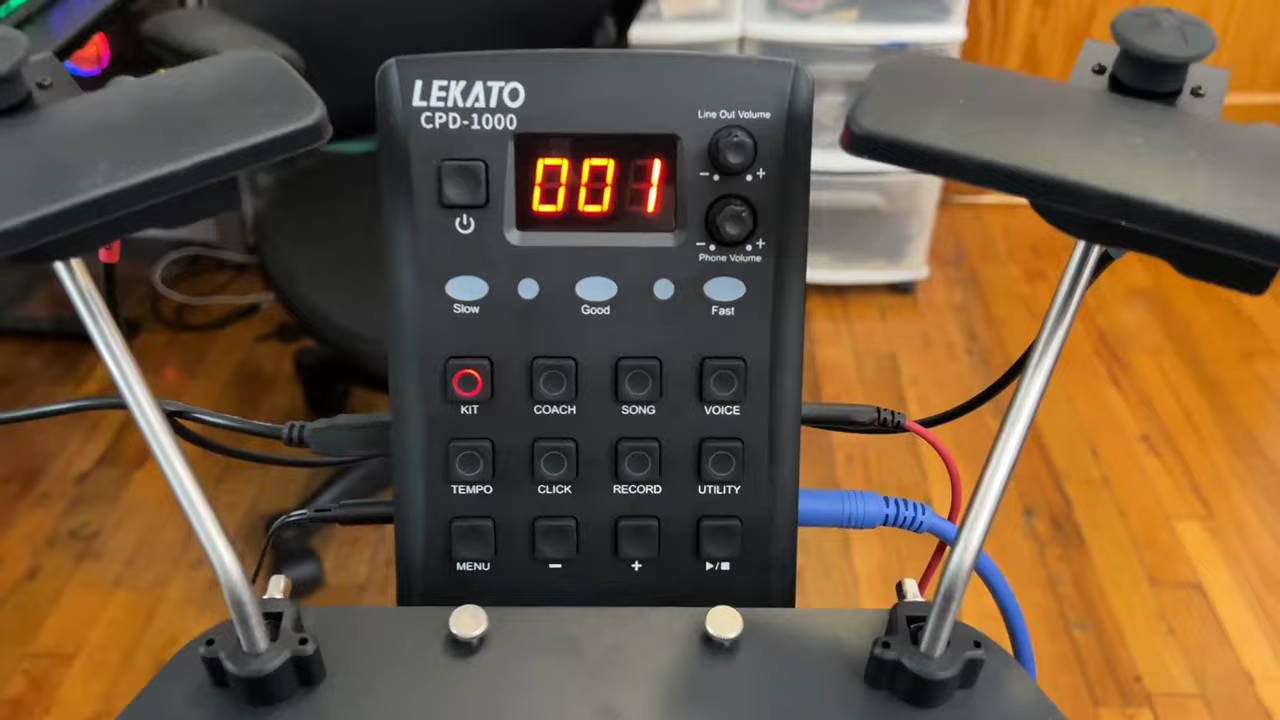 LEKATO
CPD-1000
Line Out Volume
001
- +
- +
Phone Volume
Slow Good Fast
KIT COACH SONG VOICE
TEMPO CLICK RECORD UTILITY
MENU - + ▶/■